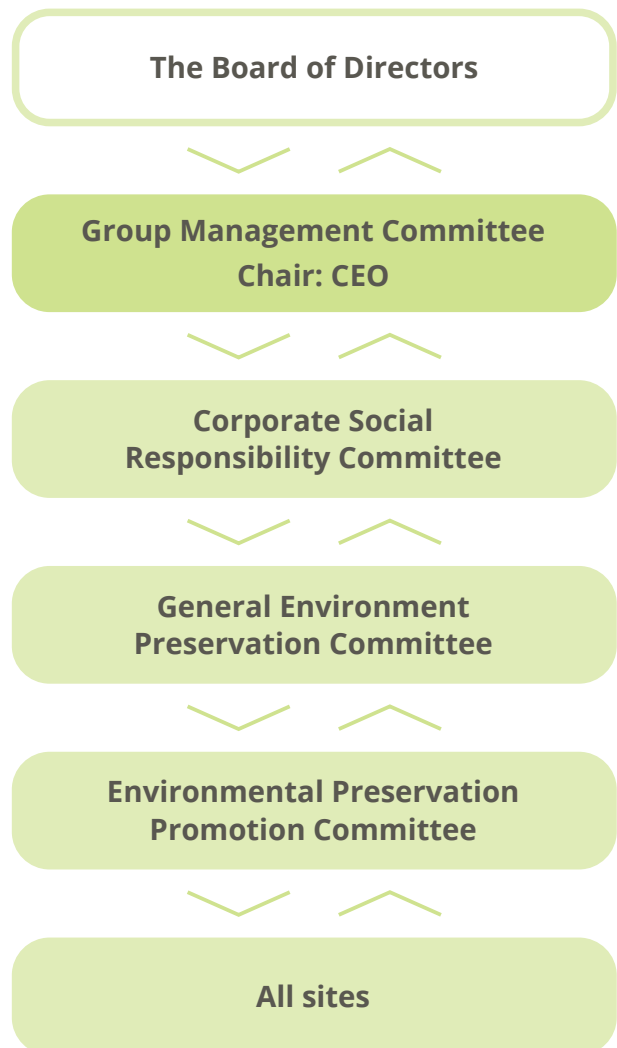 The Board of Directors
Group Management Committee
Chair: CEO
Corporate Social
Responsibility Committee
General Environment
Preservation Committee
Environmental Preservation
Promotion Committee
All sites